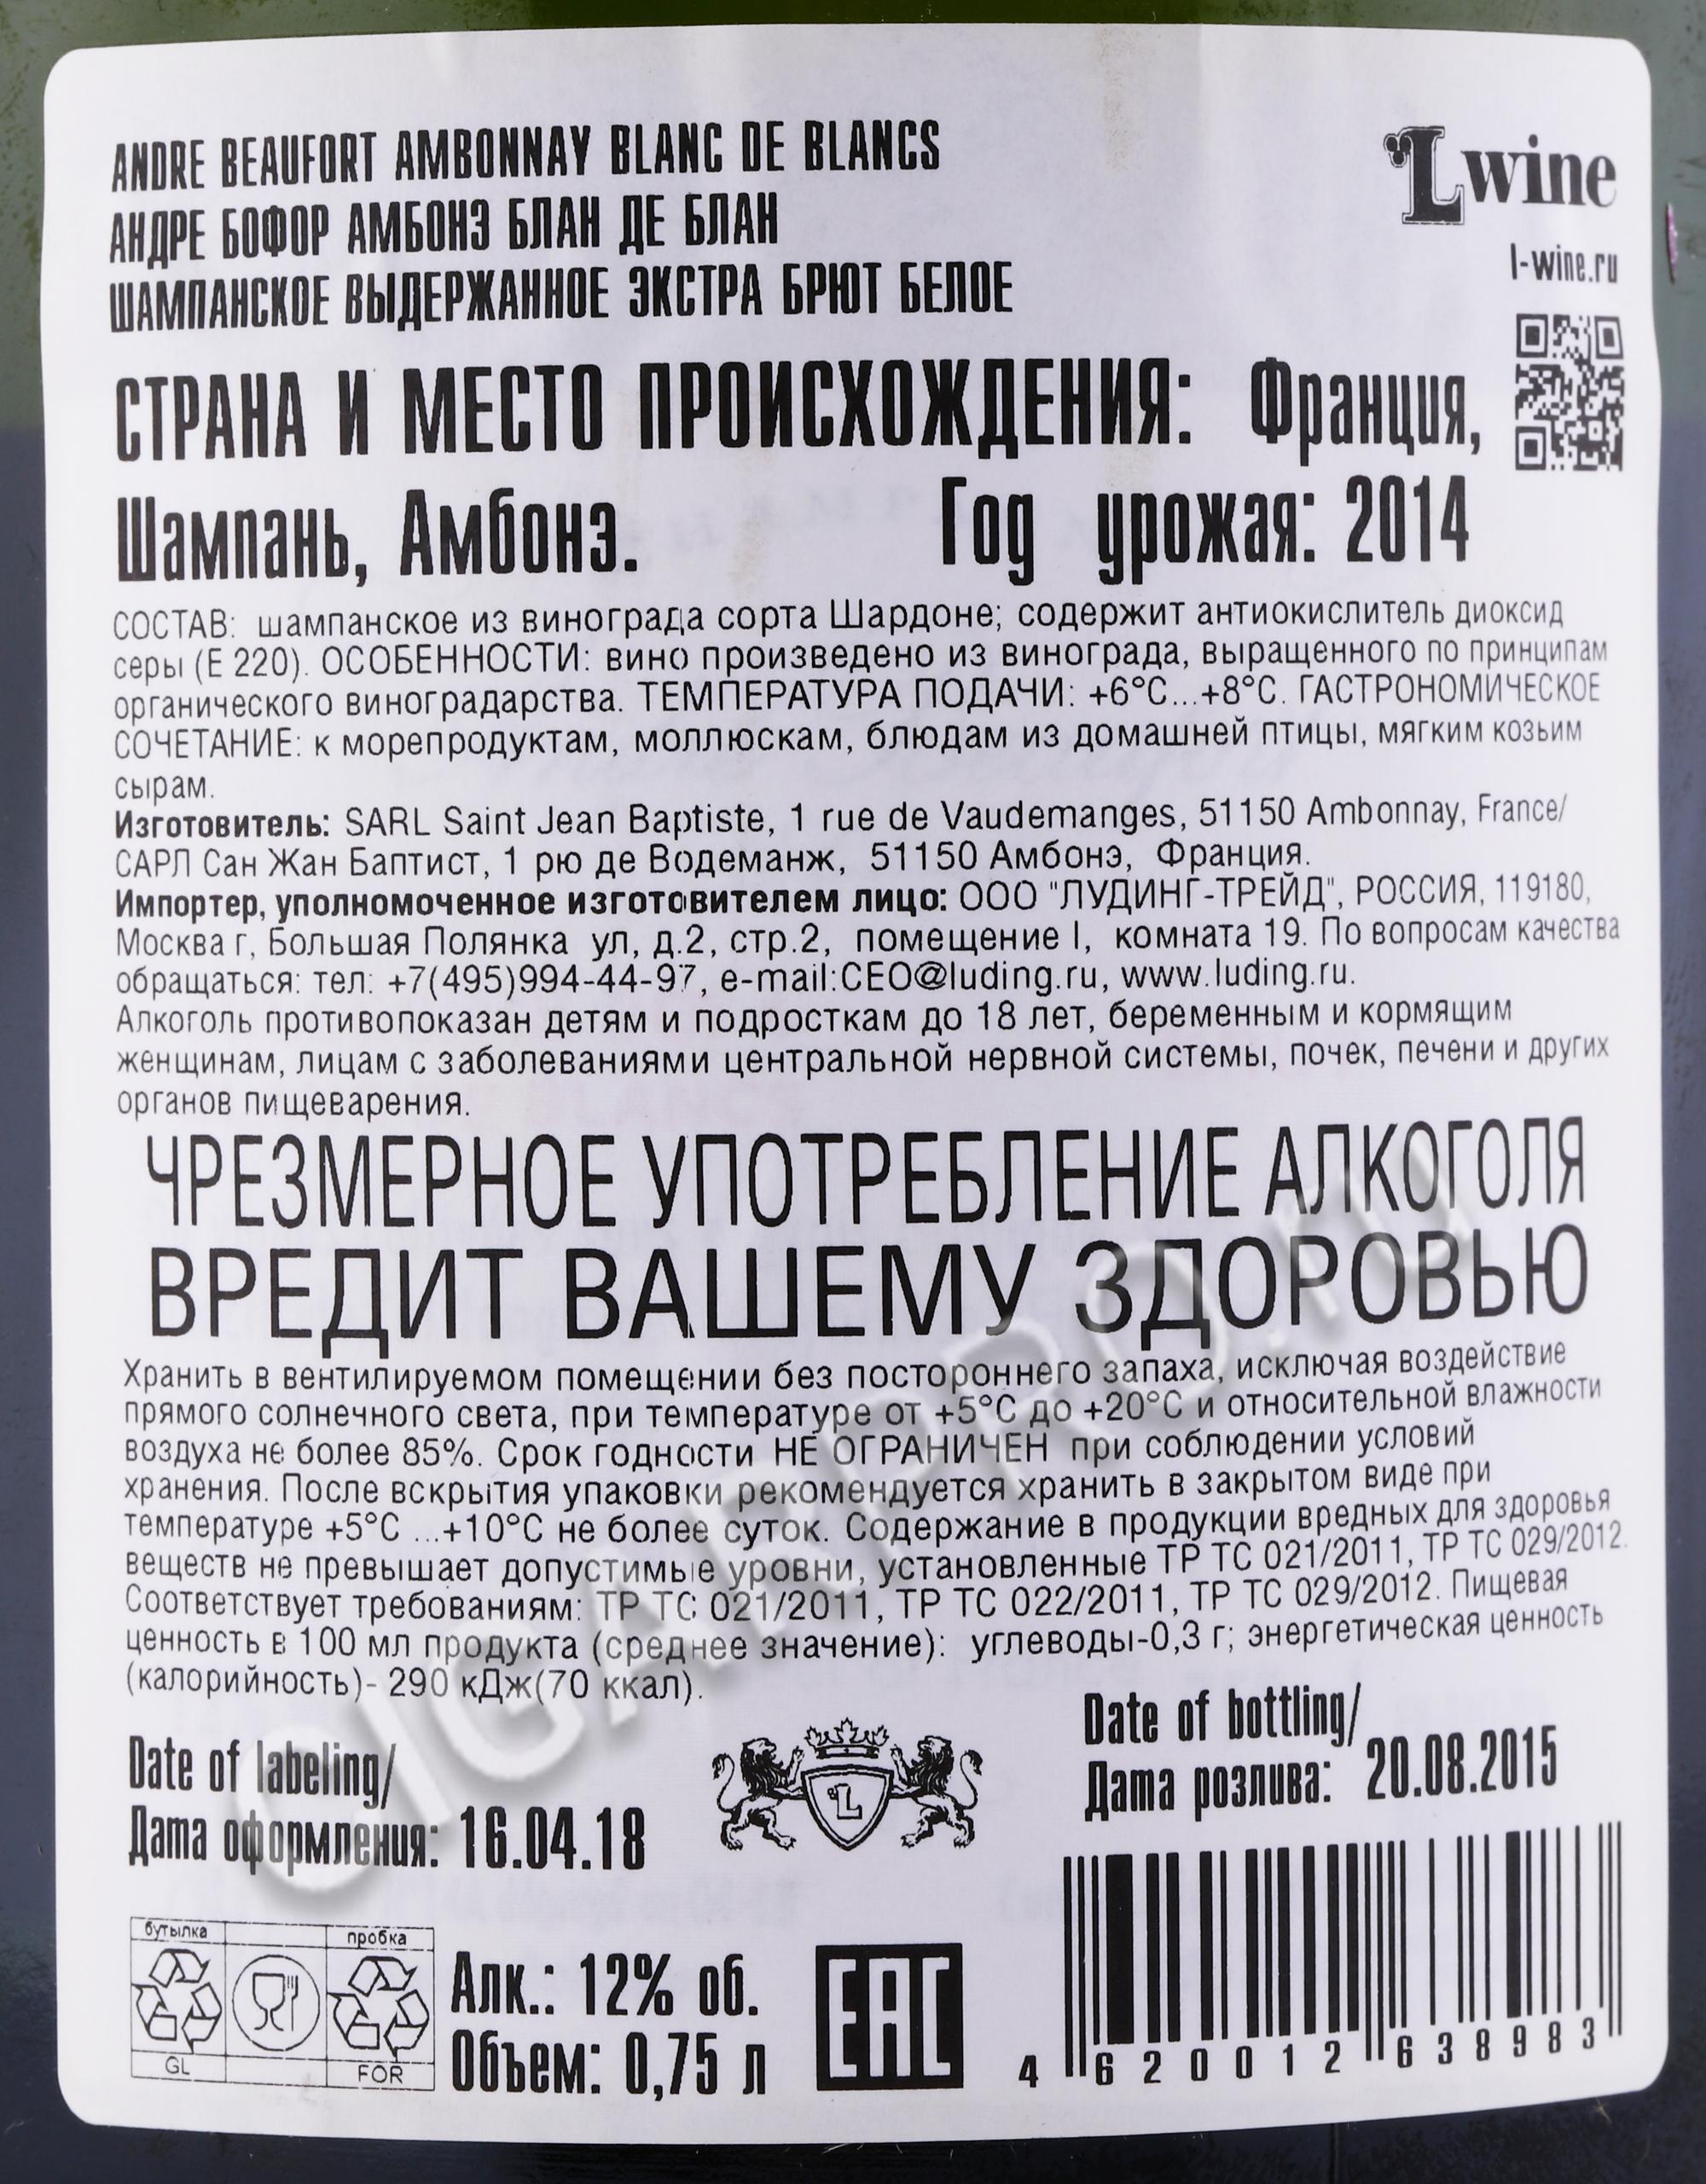 ANDRE BEAUFORT AMBONNAY BLANC DE BLANCS
АНДРЕ БОФОР АМБОНЭ БЛАН ДЕ БЛАН
ШАМПАНСКОЕ ВЫДЕРЖАННОЕ ЭКСТРА БРЮТ БЕЛОЕ
Lwine
l-wine.ru
СТРАНА И МЕСТО ПРОИСХОЖДЕНИЯ: Франция,
Шампань, Амбонэ. Год урожая: 2014
СОСТАВ: шампанское из винограда сорта Шардоне; содержит антиокислитель диоксид
серы (Е 220). ОСОБЕННОСТИ: вино произведено из винограда, выращенного по принципам
органического виноградарства. ТЕМПЕРАТУРА ПОДАЧИ: +6°С...+8°С. ГАСТРОНОМИЧЕСКОЕ
СОЧЕТАНИЕ: к морепродуктам, моллюскам, блюдам из домашней птицы, мягким козьим
сырам.
Изготовитель: SARL Saint Jean Baptiste, 1 rue de Vaudemanges, 51150 Ambonnay, France/
САРЛ Сан Жан Баптист, 1 рю де Водеманж, 51150 Амбонэ, Франция.
Импортер, уполномоченное изготовителем лицо: ООО "ЛУДИНГ-ТРЕЙД", РОССИЯ, 119180,
Москва г, Большая Полянка ул, д.2, стр.2, помещение I, комната 19. По вопросам качества
обращаться: тел: +7(495)994-44-97, e-mail:CEO@luding.ru, www.luding.ru.
Алкоголь противопоказан детям и подросткам до 18 лет, беременным и кормящим
женщинам, лицам с заболеваниями центральной нервной системы, почек, печени и других
органов пищеварения.
ЧРЕЗМЕРНОЕ УПОТРЕБЛЕНИЕ АЛКОГОЛЯ
ВРЕДИТ ВАШЕМУ ЗДОРОВЬЮ
Хранить в вентилируемом помещении без постороннего запаха, исключая воздействие
прямого солнечного света, при температуре от +5°С до +20°С и относительной влажности
воздуха не более 85%. Срок годности НЕ ОГРАНИЧЕН при соблюдении условий
хранения. После вскрытия упаковки рекомендуется хранить в закрытом виде при
температуре +5°С ...+10°С не более суток. Содержание в продукции вредных для здоровья
веществ не превышает допустимые уровни, установленные ТР ТС 021/2011, ТР ТС 029/2012.
Соответствует требованиям: ТР ТС 021/2011, ТР ТС 022/2011, ТР ТС 029/2012. Пищевая
ценность в 100 мл продукта (среднее значение): углеводы-0,3 г; энергетическая ценность
(калорийность)- 290 кДж(70 ккал).
Date of labeling/
Дата оформления: 16.04.18
L
Date of bottling/
Дата розлива: 20.08.2015
бутылка пробка
GL FOR
Алк.: 12% об.
Объем: 0,75 л
EAC
4 620012 638983
CIGARPRO.ru